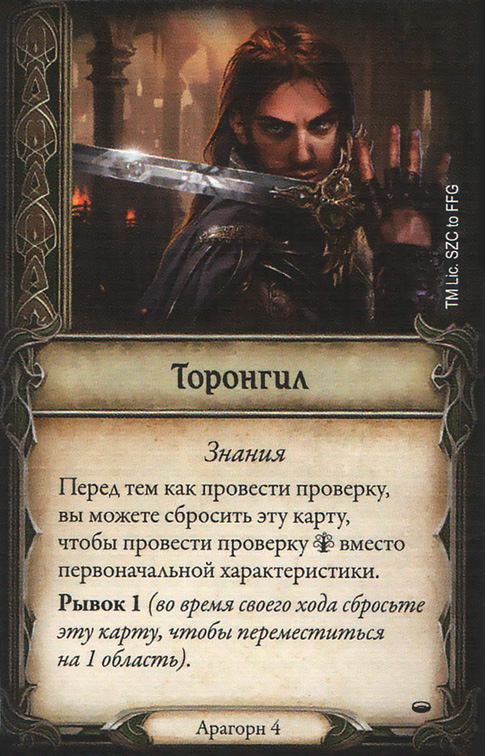 TM Lic. SZC to FFG
Торонгил
Знания
Перед тем как провести проверку,
вы можете сбросить эту карту,
чтобы провести проверку вместо
первоначальной характеристики.
Рывок 1 (во время своего хода сбросьте
эту карту, чтобы переместиться
на 1 область).
Арагорн 4